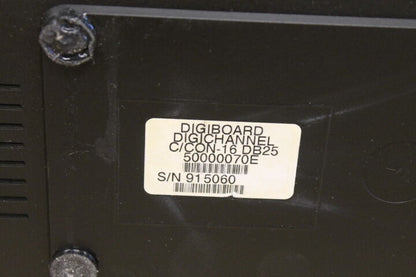 DIGIBOARD
DIGICHANNEL
C/CON-16 DB25
50000070E
S/N 915060